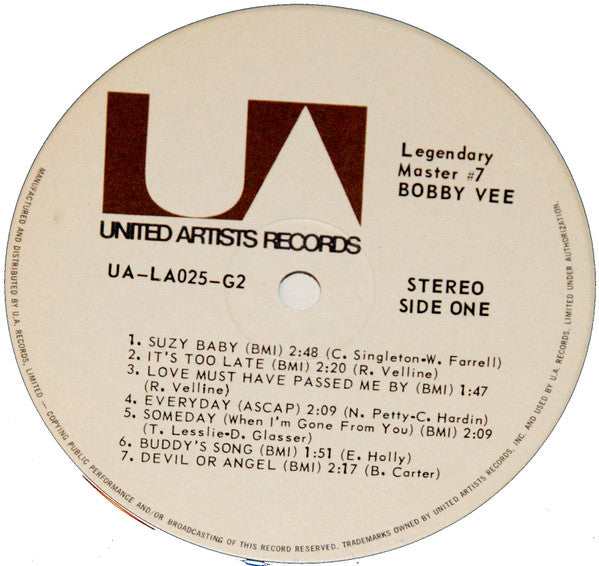 UA
UNITED ARTISTS RECORDS
Legendary
Master #7
BOBBY VEE
UA-LA025-G2
STEREO
SIDE ONE
1. SUZY BABY (BMI) 2:48 (C. Singleton-W. Farrell)
2. IT'S TOO LATE (BMI) 2:20 (R. Velline)
3. LOVE MUST HAVE PASSED ME BY (BMI) 1:47
(R. Velline)
4. EVERYDAY (ASCAP) 2:09 (N. Petty-C. Hardin)
5. SOMEDAY (When I'm Gone From You) (BMI) 2:09
(T. Lesslie-D. Glasser)
6. BUDDY'S SONG (BMI) 1:51 (E. Holly)
7. DEVIL OR ANGEL (BMI) 2:17 (B. Carter)
MANUFACTURED AND DISTRIBUTED BY U.A. RECORDS, LIMITED — COPYING PUBLIC PERFORMANCE AND/OR BROADCASTING OF THIS RECORD RESERVED. TRADEMARKS OWNED BY UNITED ARTISTS RECORDS, INC. AND USED BY U.A. RECORDS, LIMITED UNDER AUTHORIZATION.